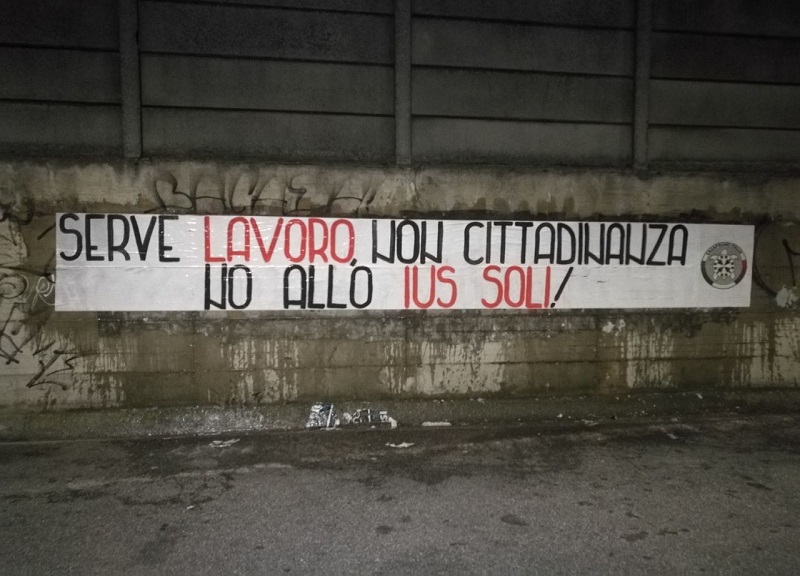 SERVE LAVORO, NON CITTADINANZA
NO ALLO IUS SOLI!